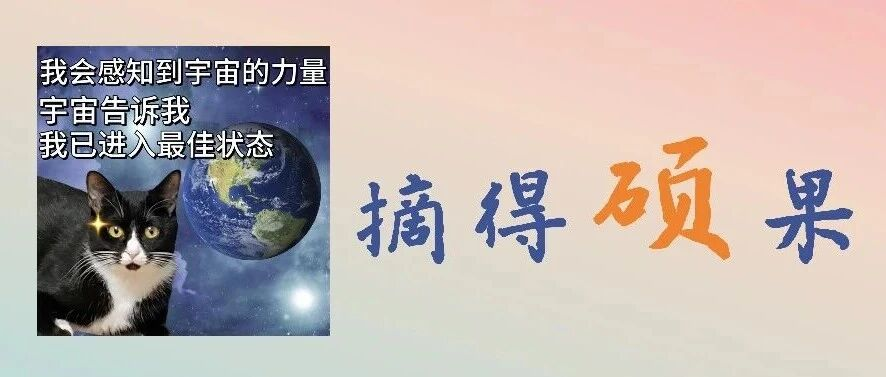 我会感知到宇宙的力量
宇宙告诉我
我已进入最佳状态
摘得硕果